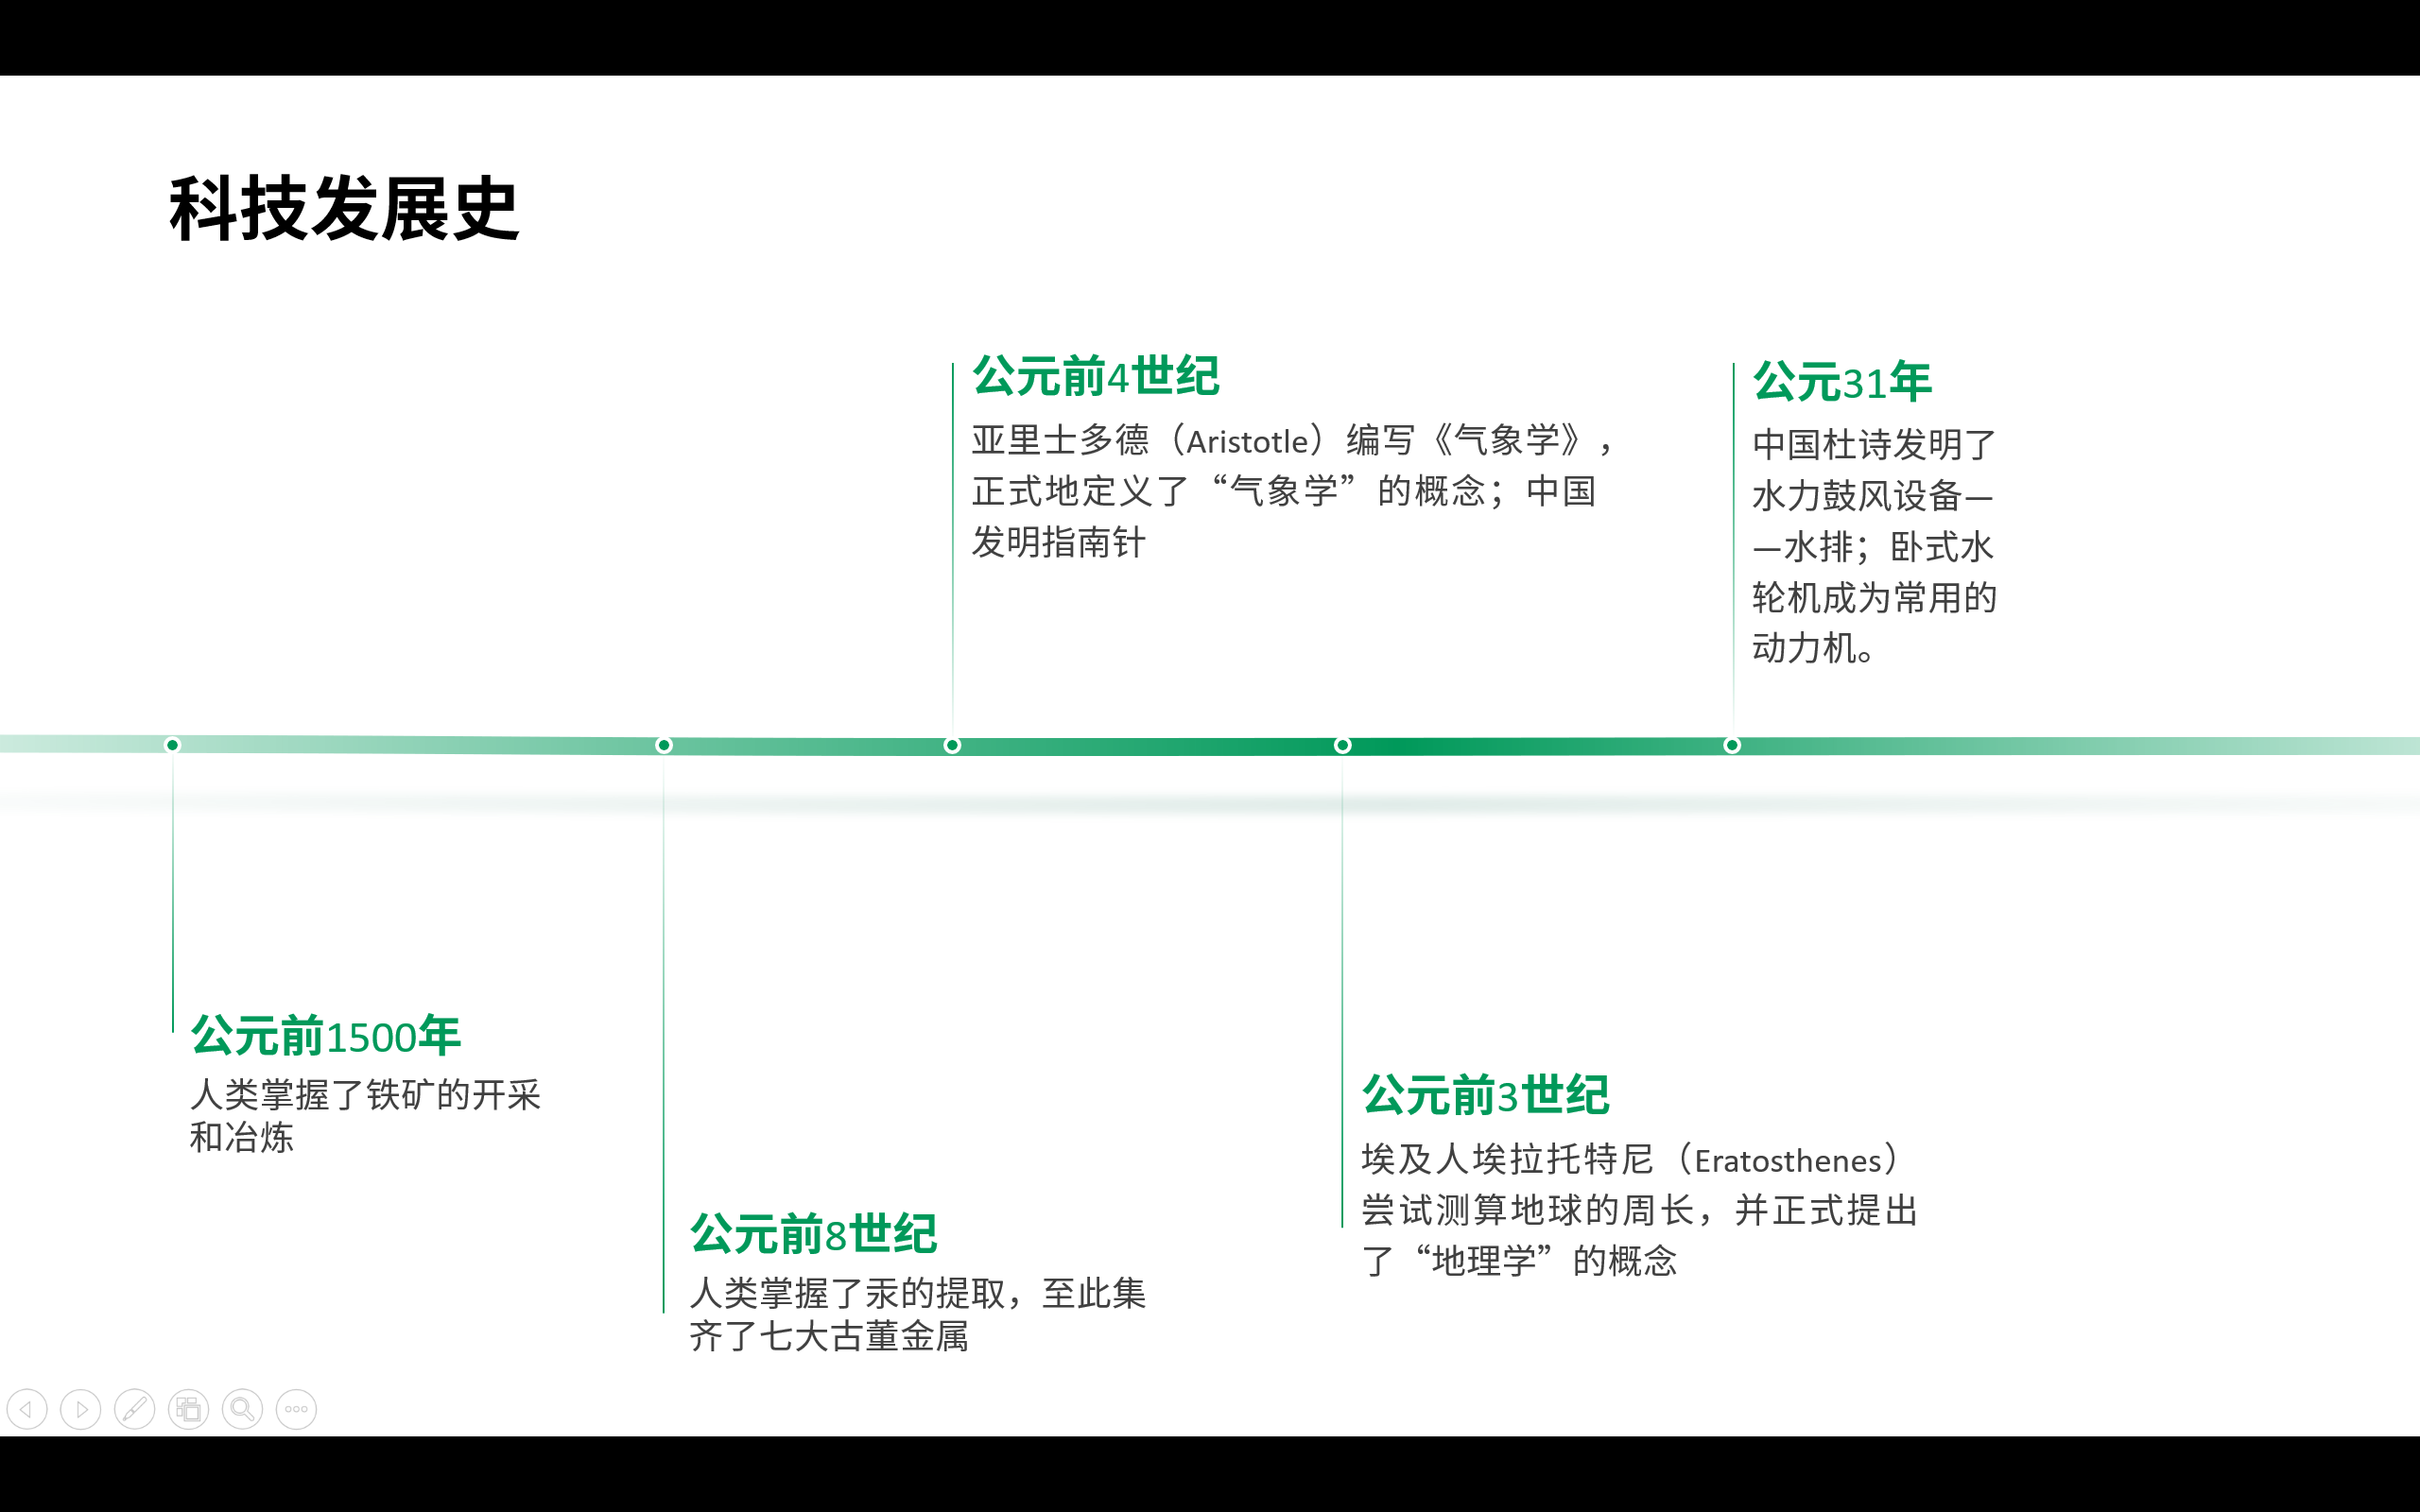 科技发展史
公元前4世纪
亚里士多德（Aristotle）编写《气象学》，
正式地定义了“气象学”的概念；中国
发明指南针
公元31年
中国杜诗发明了
水力鼓风设备—
—水排；卧式水
轮机成为常用的
动力机。
公元前1500年
人类掌握了铁矿的开采
和冶炼
公元前8世纪
人类掌握了汞的提取，至此集
齐了七大古董金属
公元前3世纪
埃及人埃拉托特尼（Eratosthenes）
尝试测算地球的周长，并正式提出
了“地理学”的概念